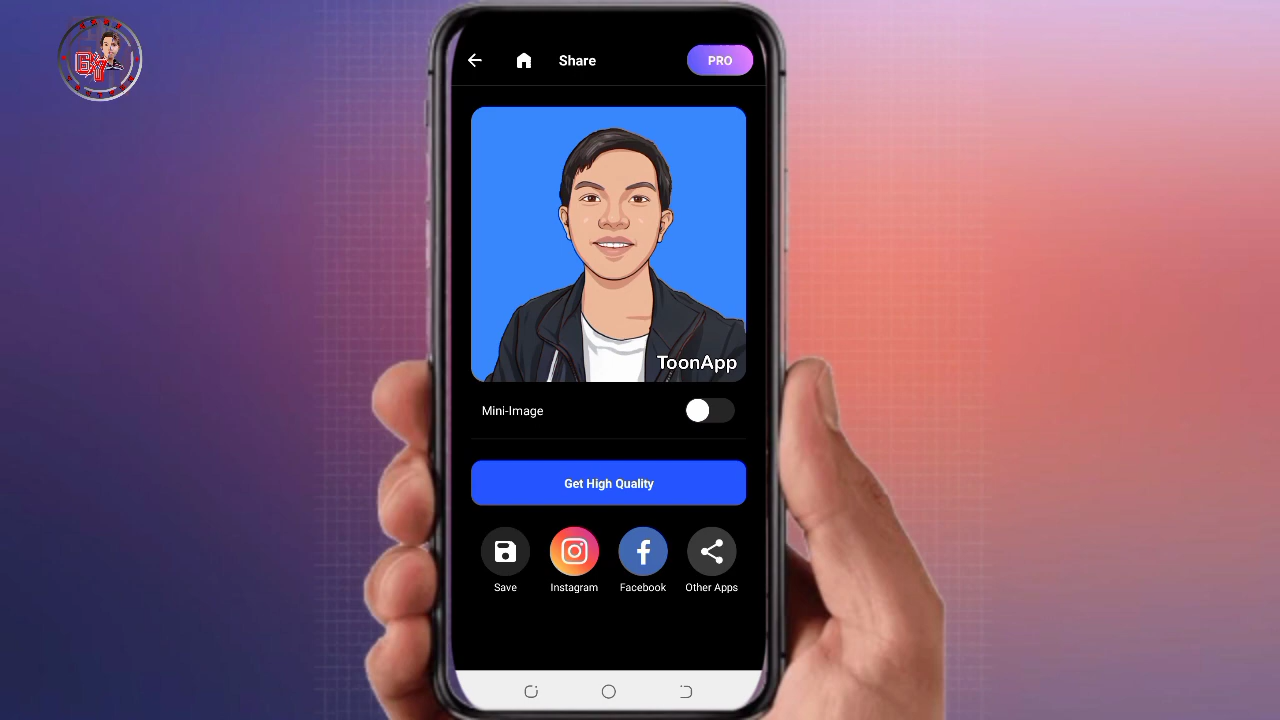 Share
PRO
ToonApp
Mini-Image
Get High Quality
Save
Instagram
Facebook
Other Apps